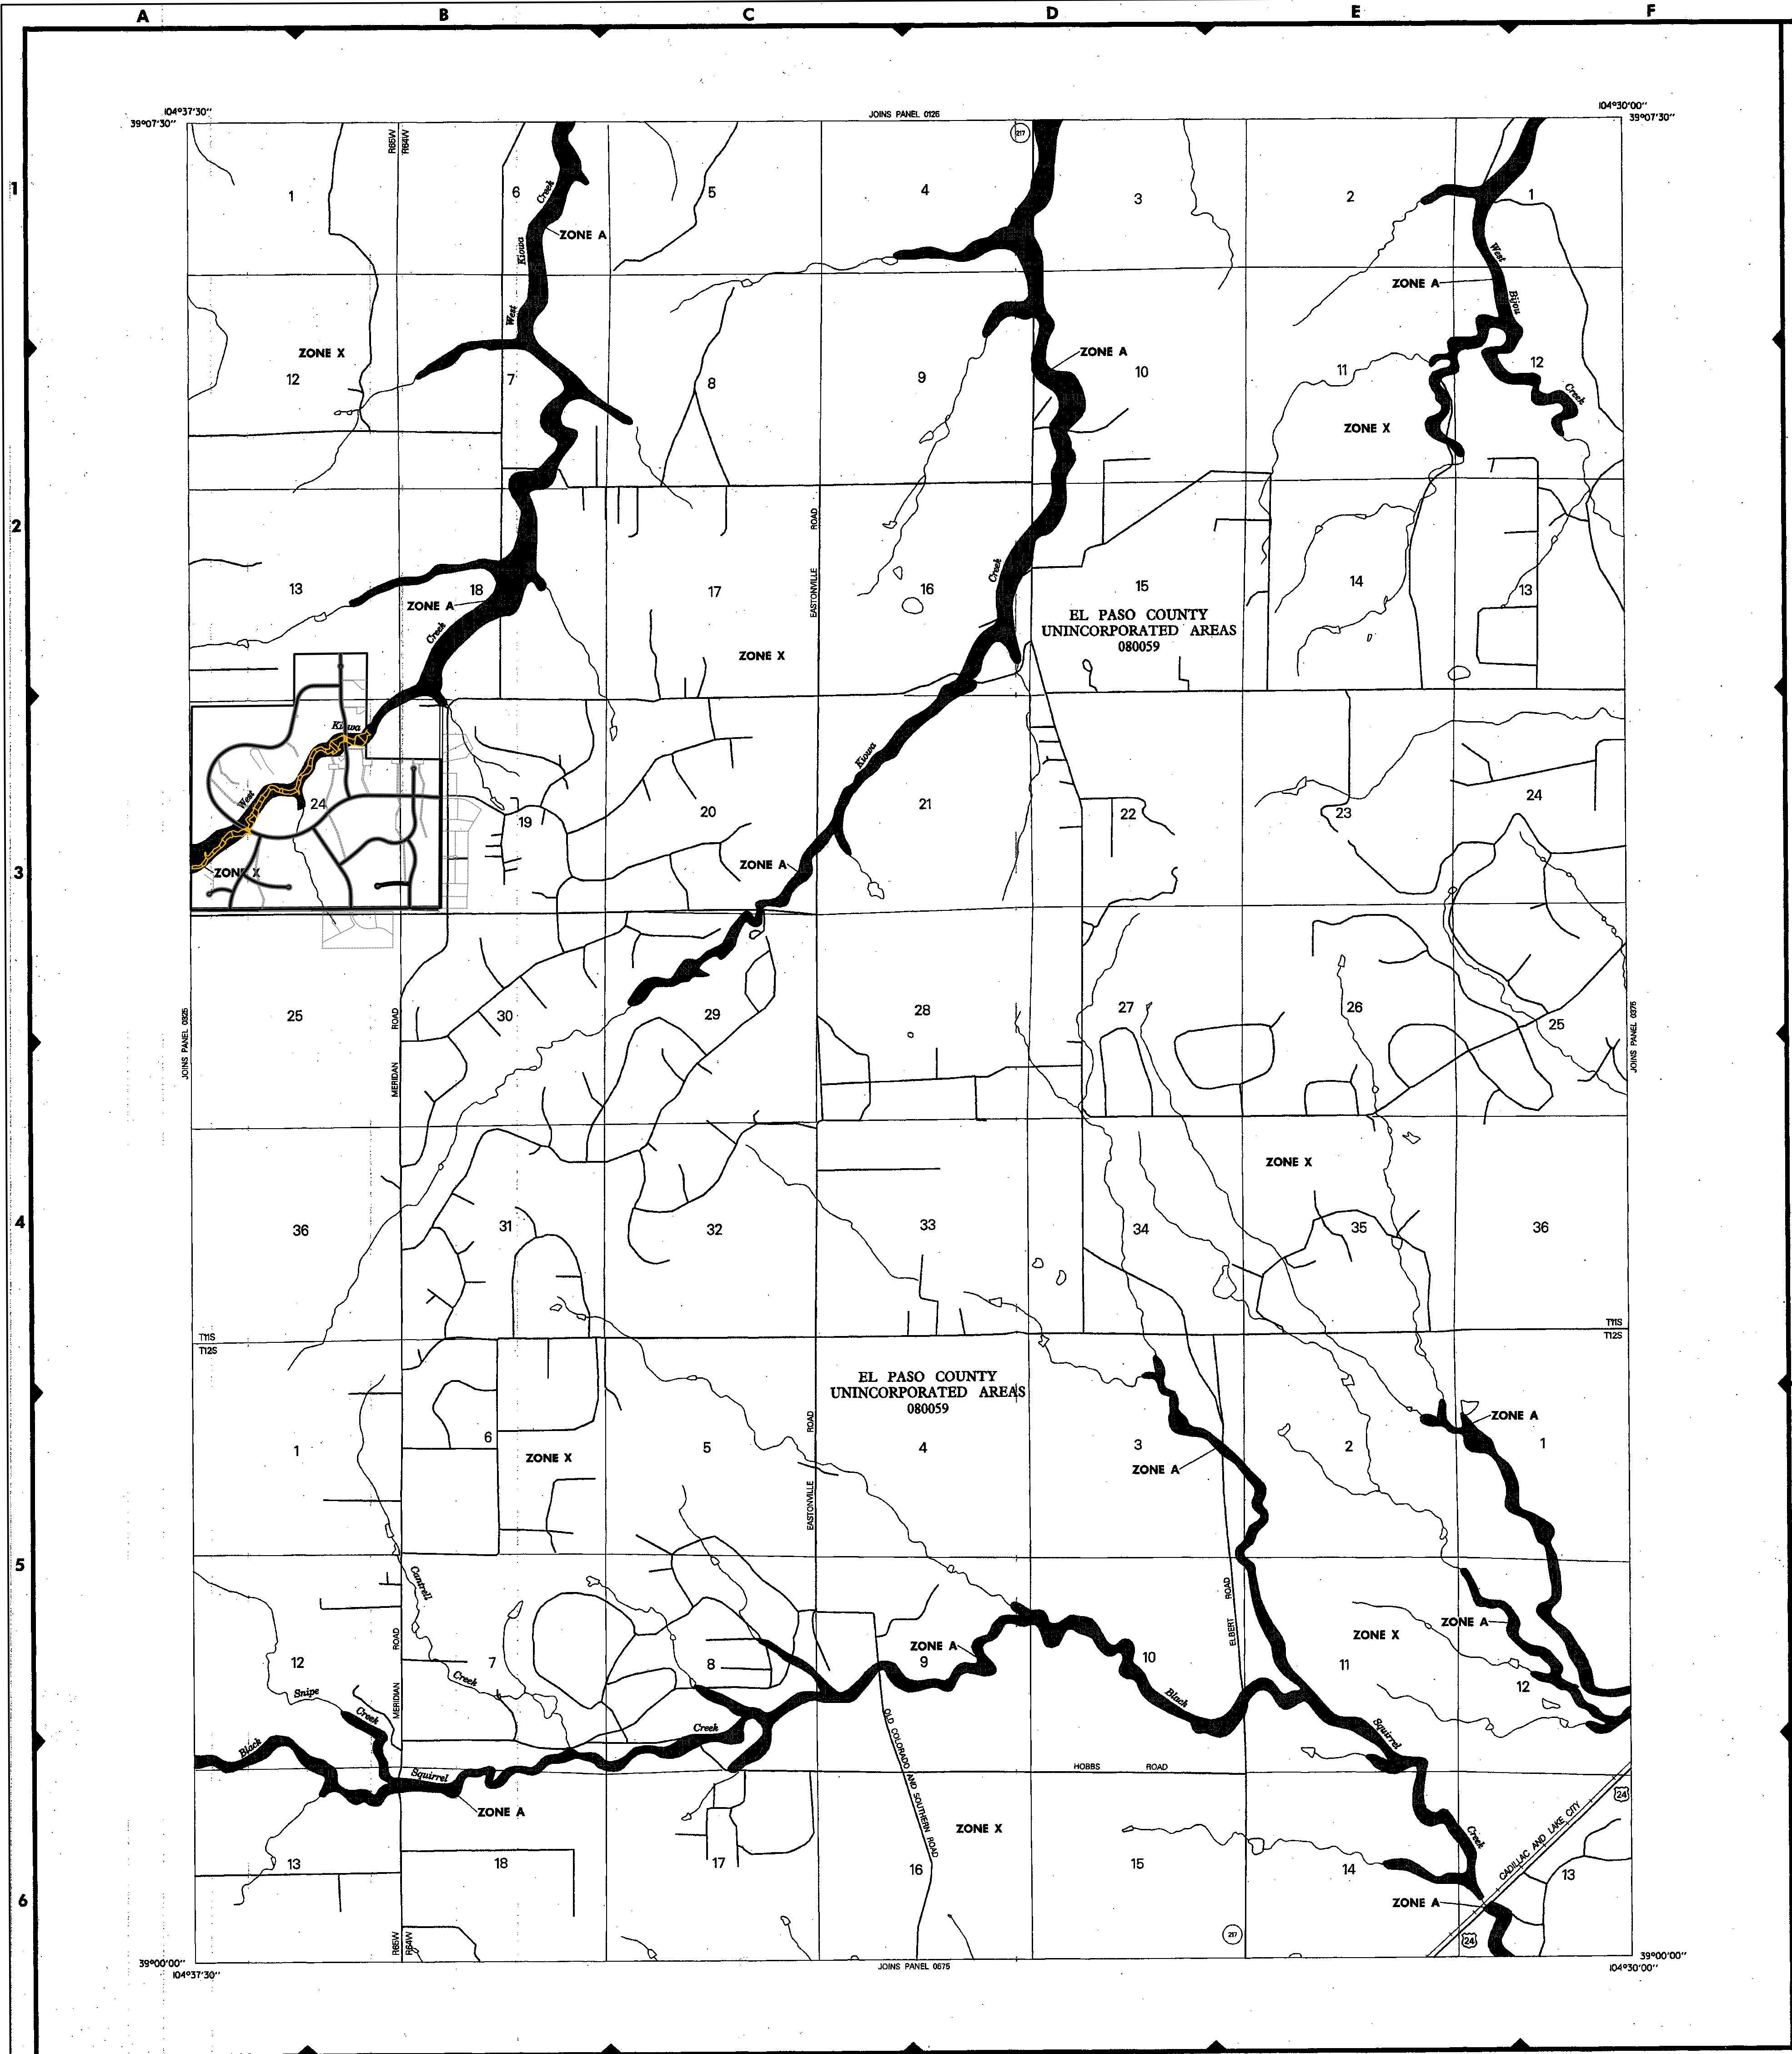 A B C D E F
104°37'30" 104°30'00"
39°07'30" JOINS PANEL 0125 39°07'30"
R65W R64W
217
1
1 6 5 4 3 2 1
Creek
ZONE A
Kiowa
West
West
ZONE A
Bijou
ZONE X
ZONE A
12 7 8 9 10 11 12
Creek
ZONE X
2
EASTONVILLE ROAD
Creek
13 18 17 16 15 14 13
ZONE A
Creek
EL PASO COUNTY
UNINCORPORATED AREAS
080059
ZONE X
Kiowa
Kiowa
West
24 19 20 21 22 23 24
3
ZONE X
ZONE A
JOINS PANEL 0325
MERIDAN ROAD
25 30 29 28 27 26 25
JOINS PANEL 0375
ZONE X
4
36 31 32 33 34 35 36
T11S T11S
T12S T12S
EL PASO COUNTY
UNINCORPORATED AREAS
080059
ZONE A
1 6 5 4 3 2 1
ZONE X
ZONE A
EASTONVILLE ROAD
5
Cantrell
ELBERT ROAD
ZONE A
ZONE X
MERIDIAN ROAD
ZONE A
12 7 8 9 10 11 12
Creek
Snipe
Creek
Black
Creek
Squirrel
Black
OLD COLORADO AND SOUTHERN ROAD
Squirrel
HOBBS ROAD
ZONE A
24
ZONE X
Creek
CADILLAC AND LAKE CITY
13 18 17 16 15 14 13
6
ZONE A
R65W R64W
217
24
39°00'00" 39°00'00"
104°37'30" JOINS PANEL 0575 104°30'00"